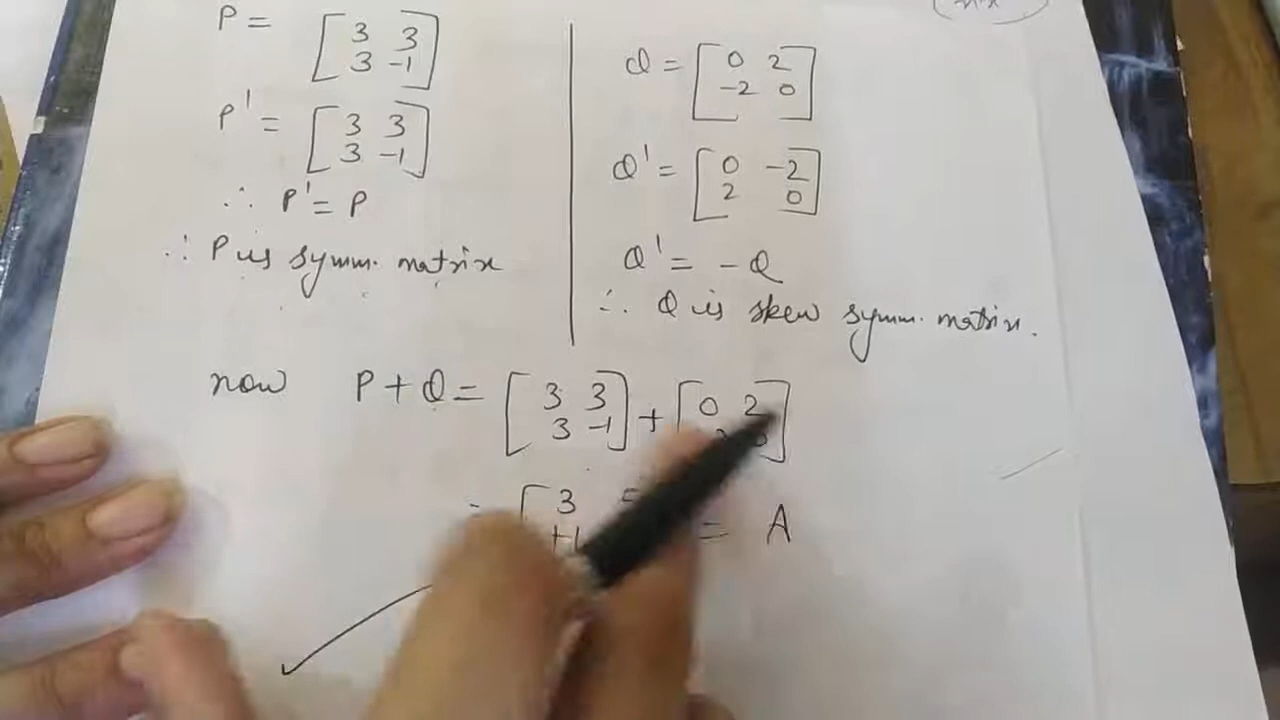 P = [ 3 3
3 -1 ]
P' = [ 3 3
3 -1 ]
∴ P' = P
∴ P is symm. matrix
Q = [ 0 2
-2 0 ]
Q' = [ 0 -2
2 0 ]
Q' = -Q
∴ Q is skew symm. matrix.
now P + Q = [ 3 3
3 -1 ] + [ 0 2
= [ 3
+1 = A